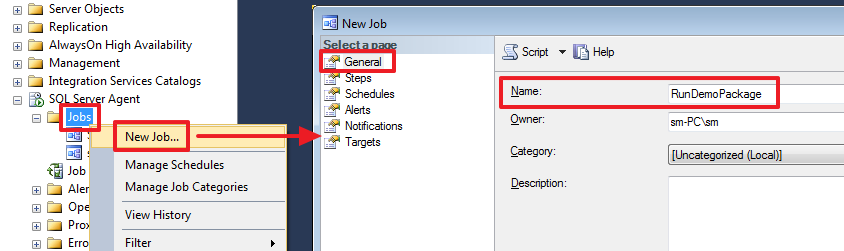 Server Objects
Replication
AlwaysOn High Availability
Management
Integration Services Catalogs
SQL Server Agent
Jobs
s
s
Job
Aler
Ope
Prox
Erro
New Job...
Manage Schedules
Manage Job Categories
View History
Filter
New Job
Select a page
General
Steps
Schedules
Alerts
Notifications
Targets
Script
Help
Name:
RunDemoPackage
Owner:
sm-PC\sm
Category:
[Uncategorized (Local)]
Description: